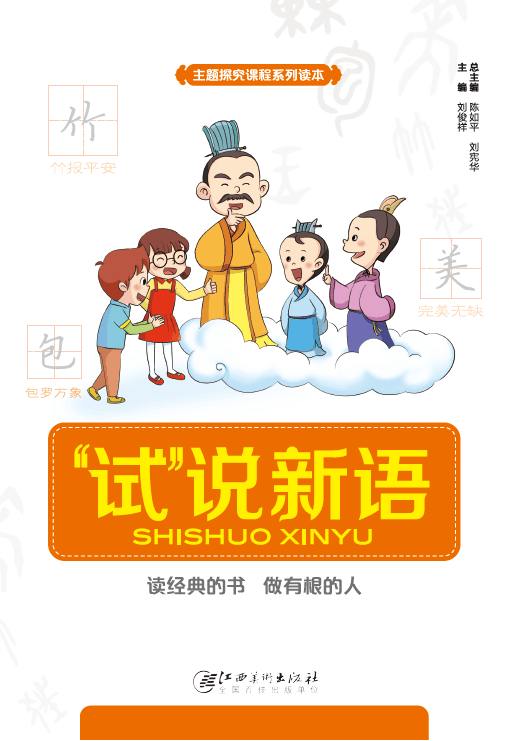 主题探究课程系列读本
总主编 陈如平 刘宪华
主编 刘俊祥
竹
竹报平安
美
完美无缺
包
包罗万象
“试”说新语
SHISHUO XINYU
读经典的书 做有根的人
江西美术出版社
全国百佳出版单位